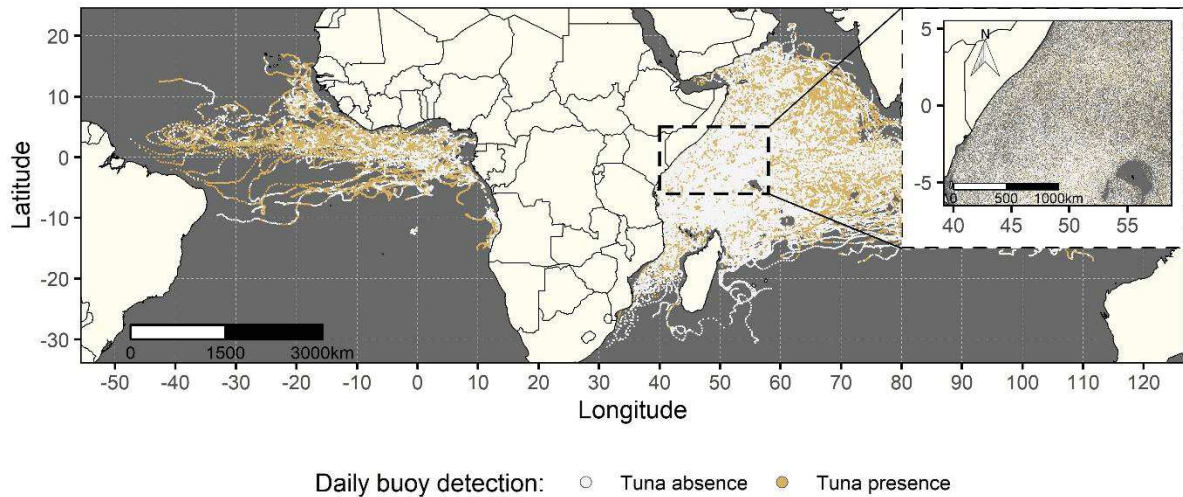 20
10
0
-10
-20
-30
Latitude
0 1500 3000km
-50 -40 -30 -20 -10 0 10 20 30 40 50 60 70 80 90 100 110 120
Longitude
5
0
-5
N
0 500 1000km
40 45 50 55
Daily buoy detection: Tuna absence Tuna presence